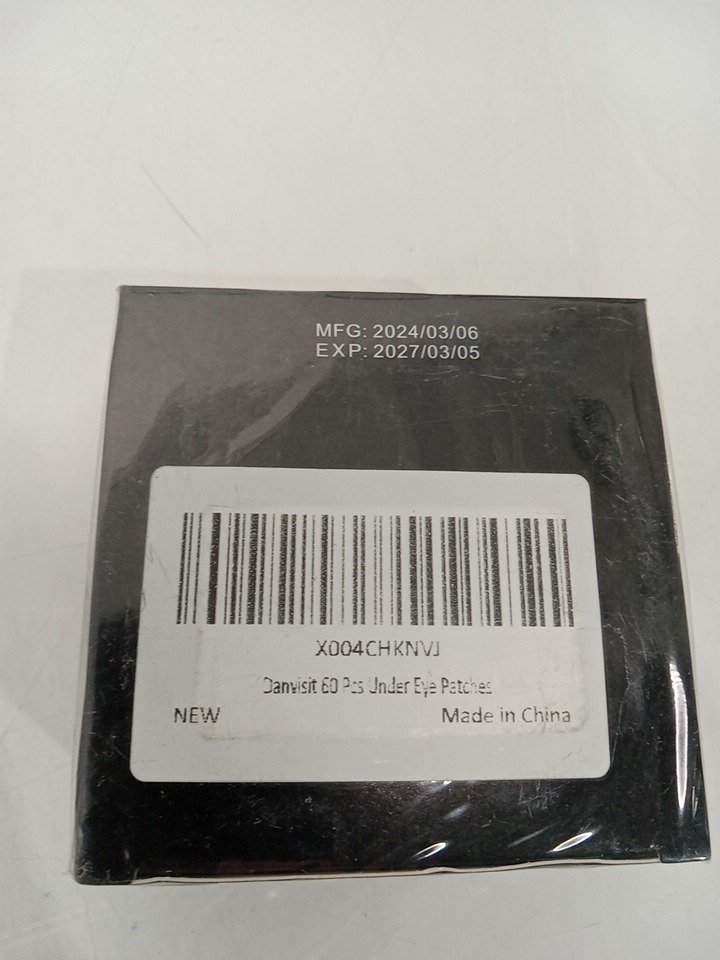 MFG: 2024/03/06
EXP: 2027/03/05
X004CHKNVJ
Danvisit 60 Pcs Under Eye Patches
NEW
Made in China